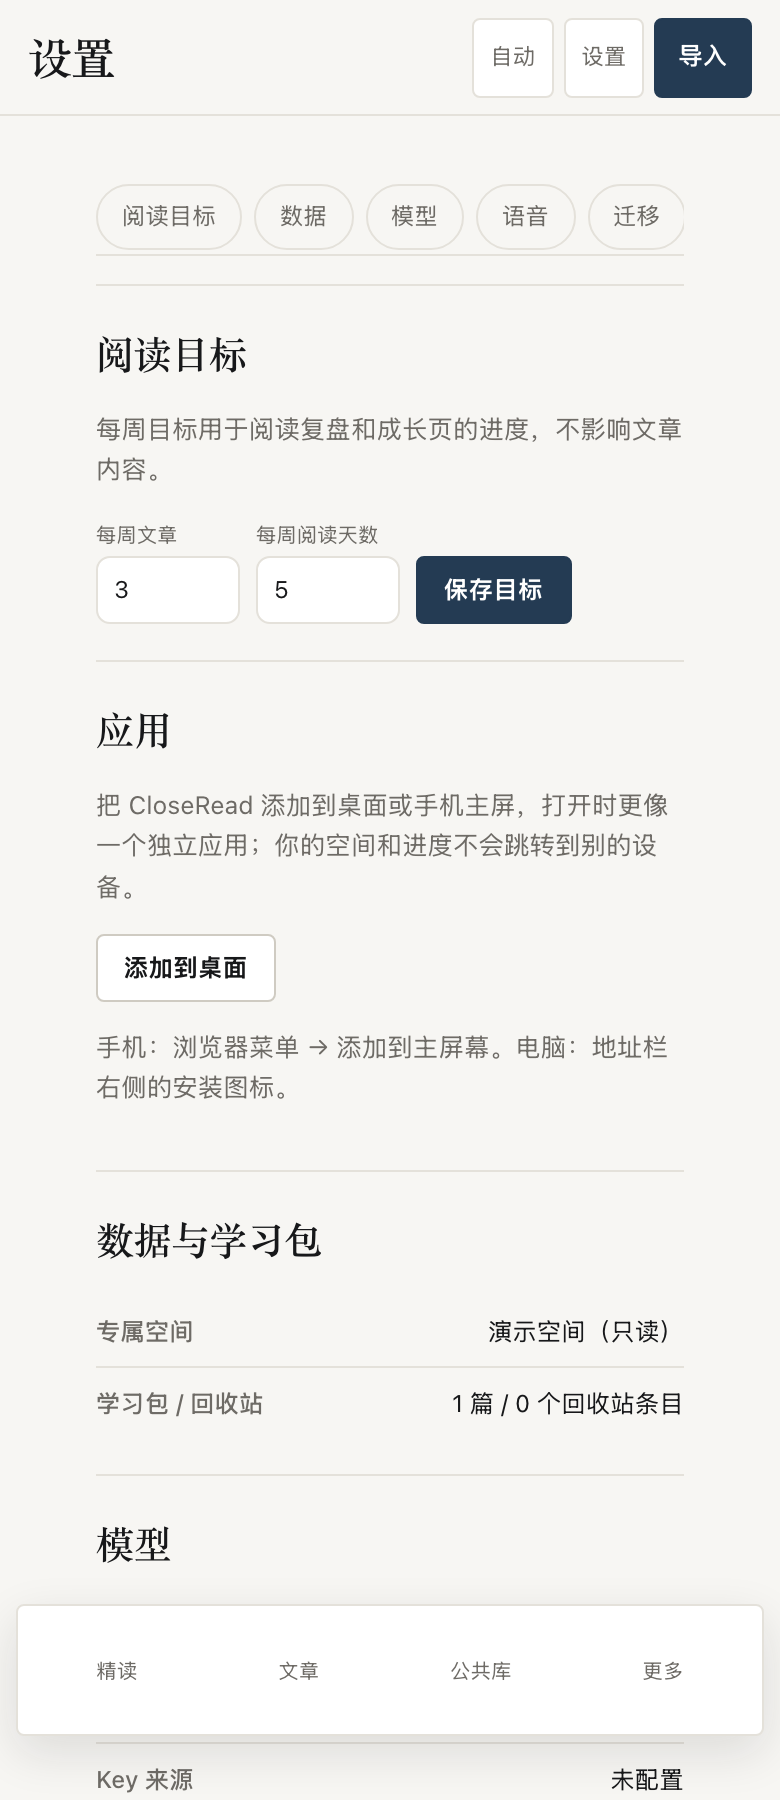 设置
自动
设置
导入
阅读目标
数据
模型
语音
迁移
阅读目标
每周目标用于阅读复盘和成长页的进度，不影响文章
内容。
每周文章
每周阅读天数
3
5
保存目标
应用
把 CloseRead 添加到桌面或手机主屏，打开时更像
一个独立应用；你的空间和进度不会跳转到别的设
备。
添加到桌面
手机：浏览器菜单 → 添加到主屏幕。电脑：地址栏
右侧的安装图标。
数据与学习包
专属空间
演示空间（只读）
学习包 / 回收站
1 篇 / 0 个回收站条目
模型
精读
文章
公共库
更多
Key 来源
未配置